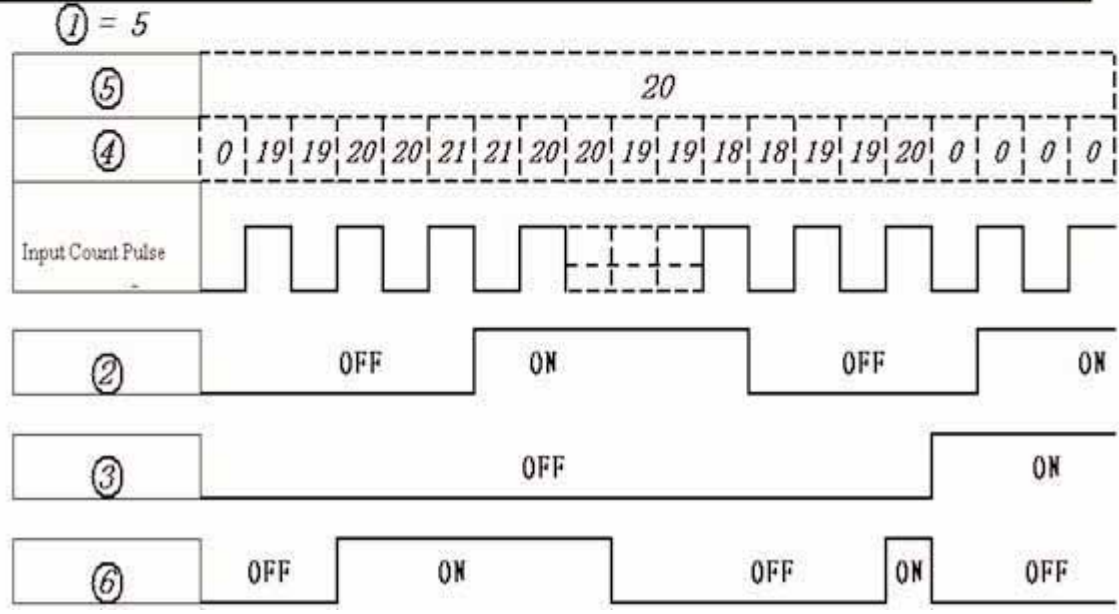 ① = 5
⑤ 20
④ 0 19 19 20 20 21 21 20 20 19 19 18 18 19 19 20 0 0 0 0
Input Count Pulse
② OFF ON OFF ON
③ OFF ON
⑥ OFF ON OFF ON OFF